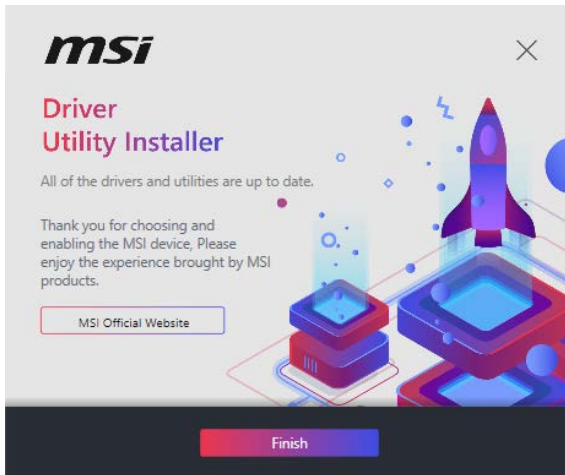 msi
Driver
Utility Installer
All of the drivers and utilities are up to date.
Thank you for choosing and
enabling the MSI device, Please
enjoy the experience brought by MSI
products.
MSI Official Website
Finish